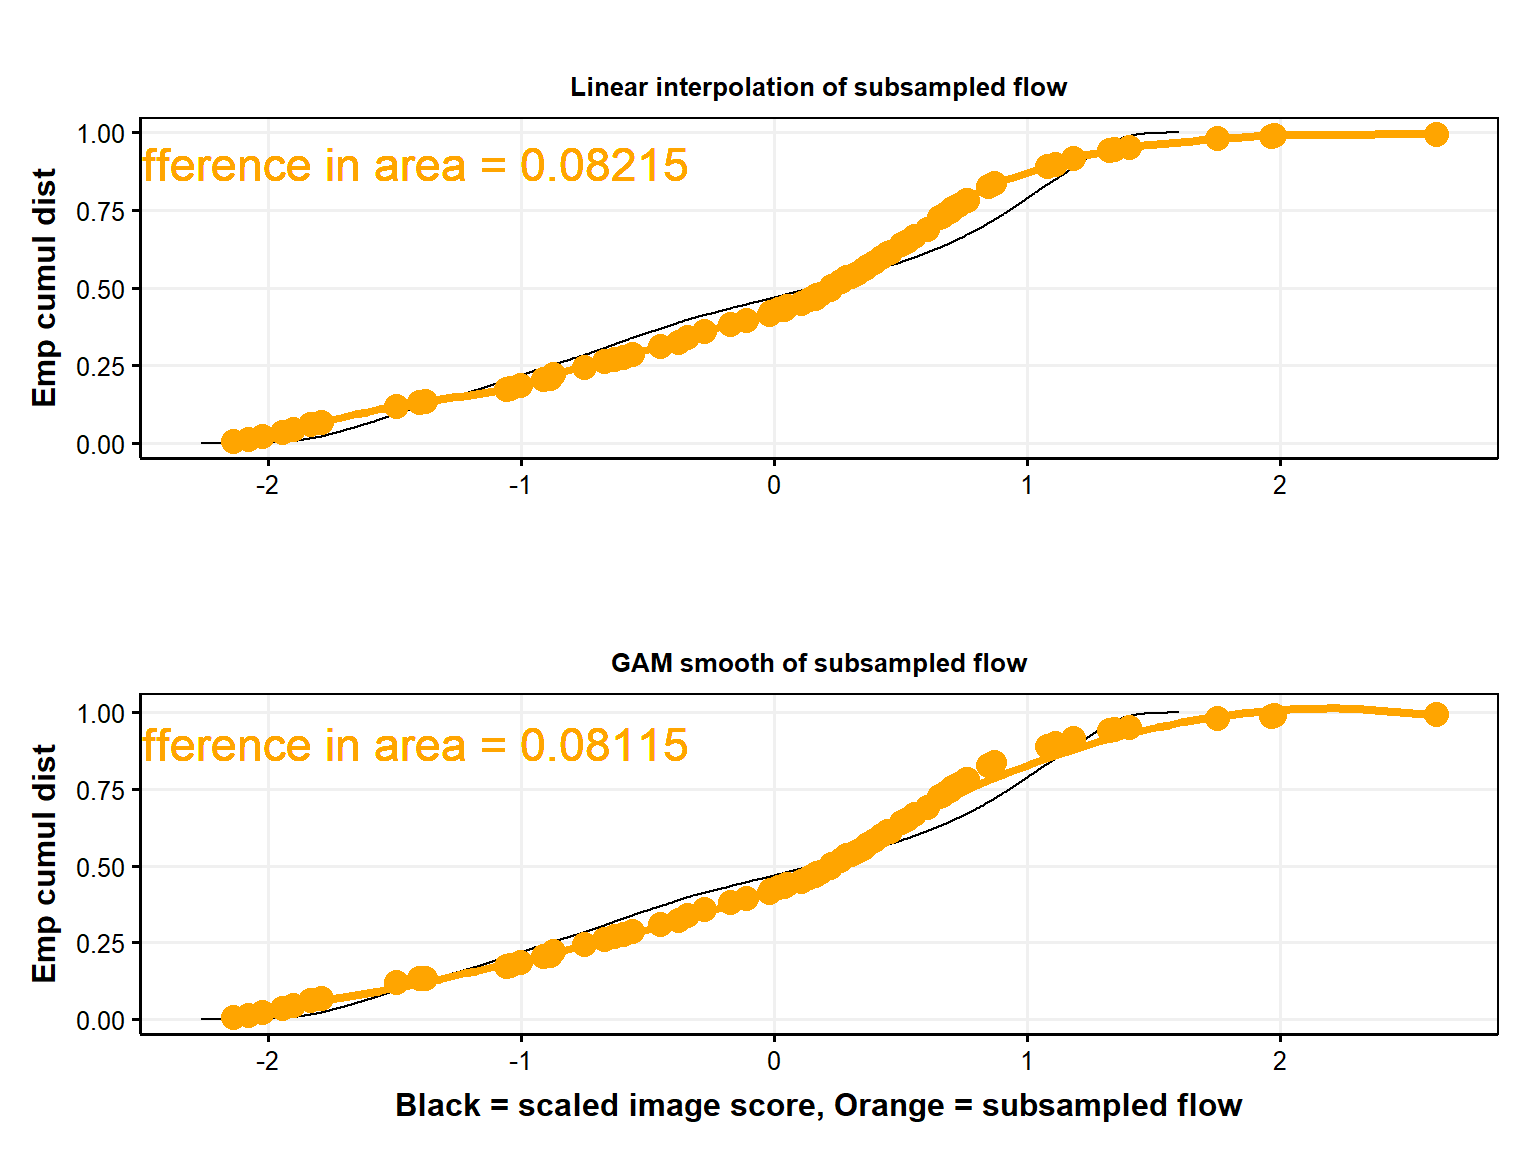 Linear interpolation of subsampled flow
1.00
fference in area = 0.08215
0.75
Emp cumul dist
0.50
0.25
0.00
-2 -1 0 1 2
GAM smooth of subsampled flow
1.00
fference in area = 0.08115
0.75
Emp cumul dist
0.50
0.25
0.00
-2 -1 0 1 2
Black = scaled image score, Orange = subsampled flow